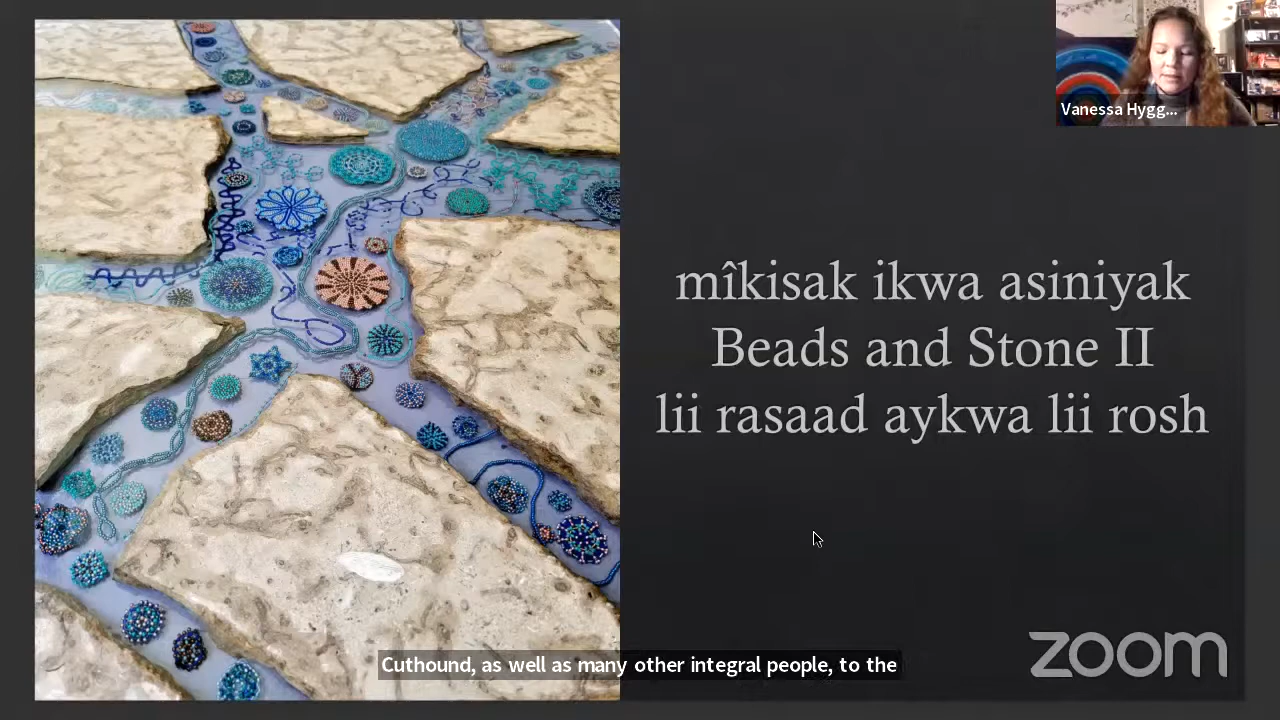 Vanessa Hygg...
mîkisak ikwa asiniyak
Beads and Stone II
lii rasaad aykwa lii rosh
Cuthound, as well as many other integral people, to the
zoom